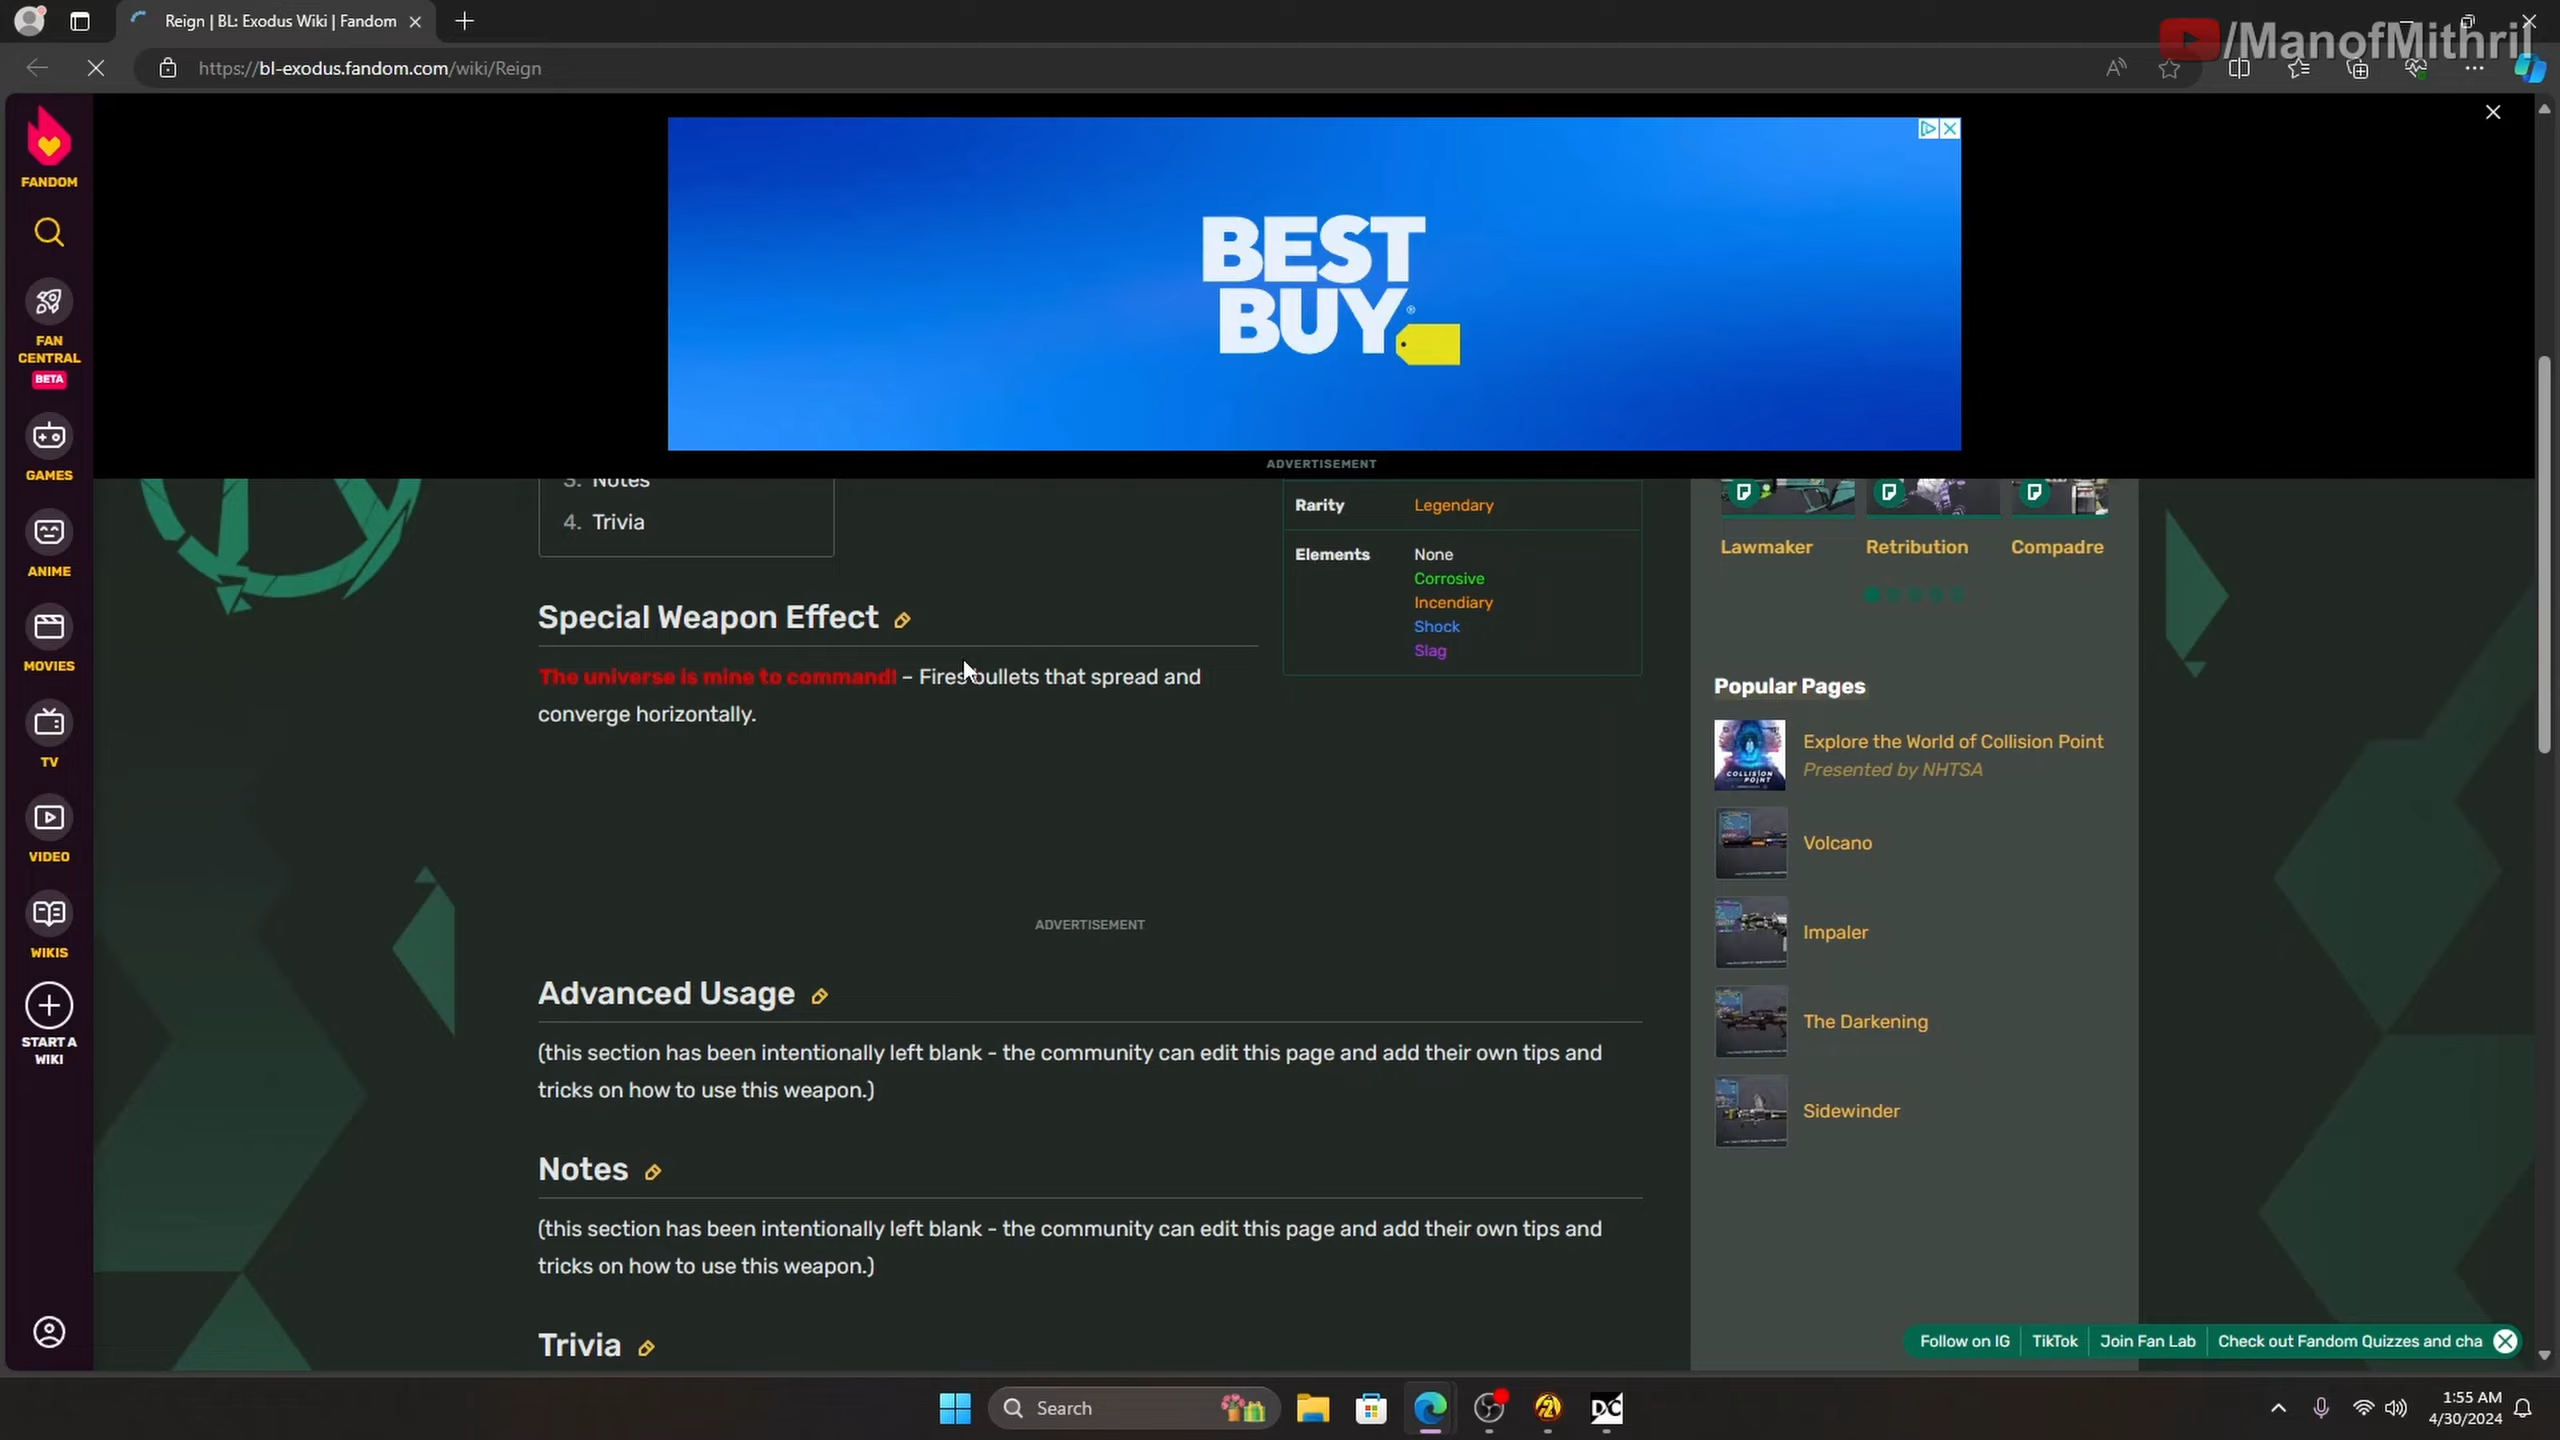 Reign | BL: Exodus Wiki | Fandom
/ManofMithril
https://bl-exodus.fandom.com/wiki/Reign
FANDOM
FAN
CENTRAL
BETA
GAMES
ANIME
MOVIES
TV
VIDEO
WIKIS
START A
WIKI
BEST
BUY
®
ADVERTISEMENT
3. Notes
4. Trivia
Rarity Legendary
Elements None
Corrosive
Incendiary
Shock
Slag
Special Weapon Effect
The universe is mine to command! – Fires bullets that spread and
converge horizontally.
ADVERTISEMENT
Advanced Usage
(this section has been intentionally left blank - the community can edit this page and add their own tips and
tricks on how to use this weapon.)
Notes
(this section has been intentionally left blank - the community can edit this page and add their own tips and
tricks on how to use this weapon.)
Trivia
Lawmaker Retribution Compadre
Popular Pages
COLLISION
POINT
Explore the World of Collision Point
Presented by NHTSA
Volcano
Impaler
The Darkening
Sidewinder
Follow on IG TikTok Join Fan Lab Check out Fandom Quizzes and cha
Search
DC
1:55 AM
4/30/2024